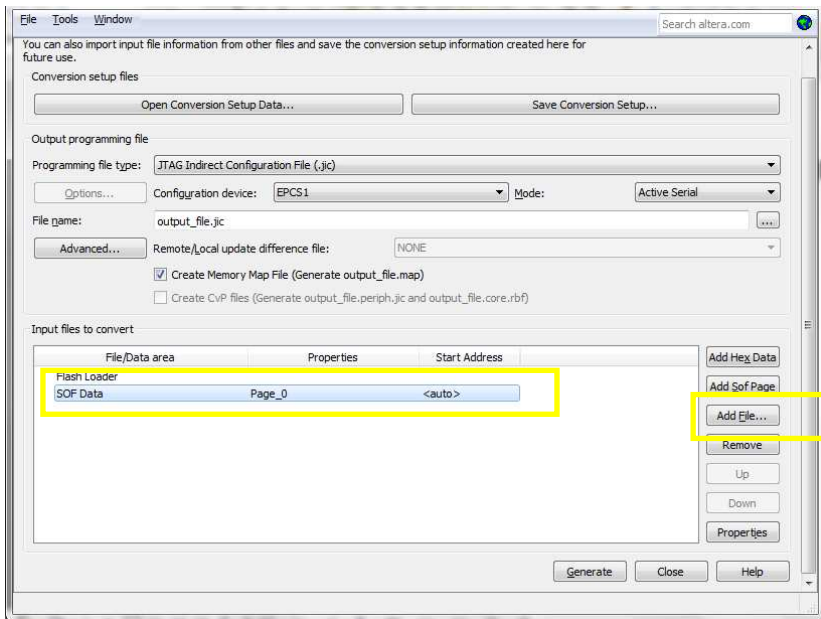 File Tools Window Search altera.com
You can also import input file information from other files and save the conversion setup information created here for
future use.
Conversion setup files
Open Conversion Setup Data... Save Conversion Setup...
Output programming file
Programming file type: JTAG Indirect Configuration File (.jic)
Options... Configuration device: EPCS1 Mode: Active Serial
File name: output_file.jic ...
Advanced... Remote/Local update difference file: NONE
Create Memory Map File (Generate output_file.map)
Create CvP files (Generate output_file.periph.jic and output_file.core.rbf)
Input files to convert
File/Data area Properties Start Address
Add Hex Data
Flash Loader
SOF Data Page_0 <auto>
Add Sof Page
Add File...
Remove
Up
Down
Properties
Generate Close Help